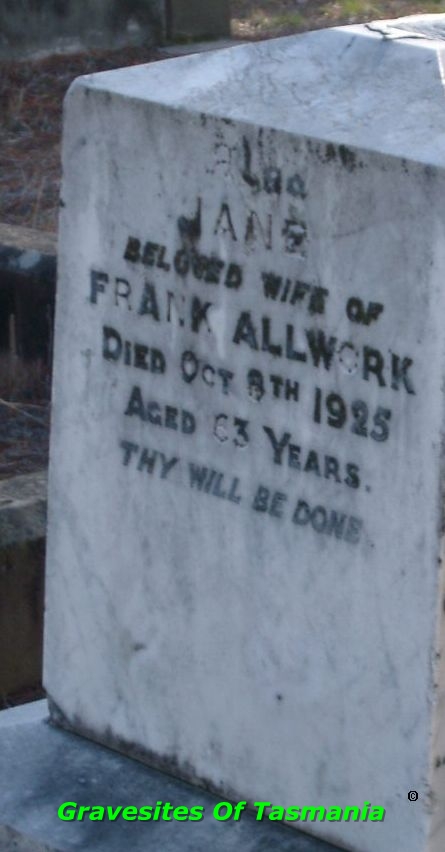 Also
JANE
BELOVED WIFE OF
FRANK ALLWORK
DIED OCT 8TH 1925
AGED 63 YEARS.
THY WILL BE DONE.
©
Gravesites Of Tasmania